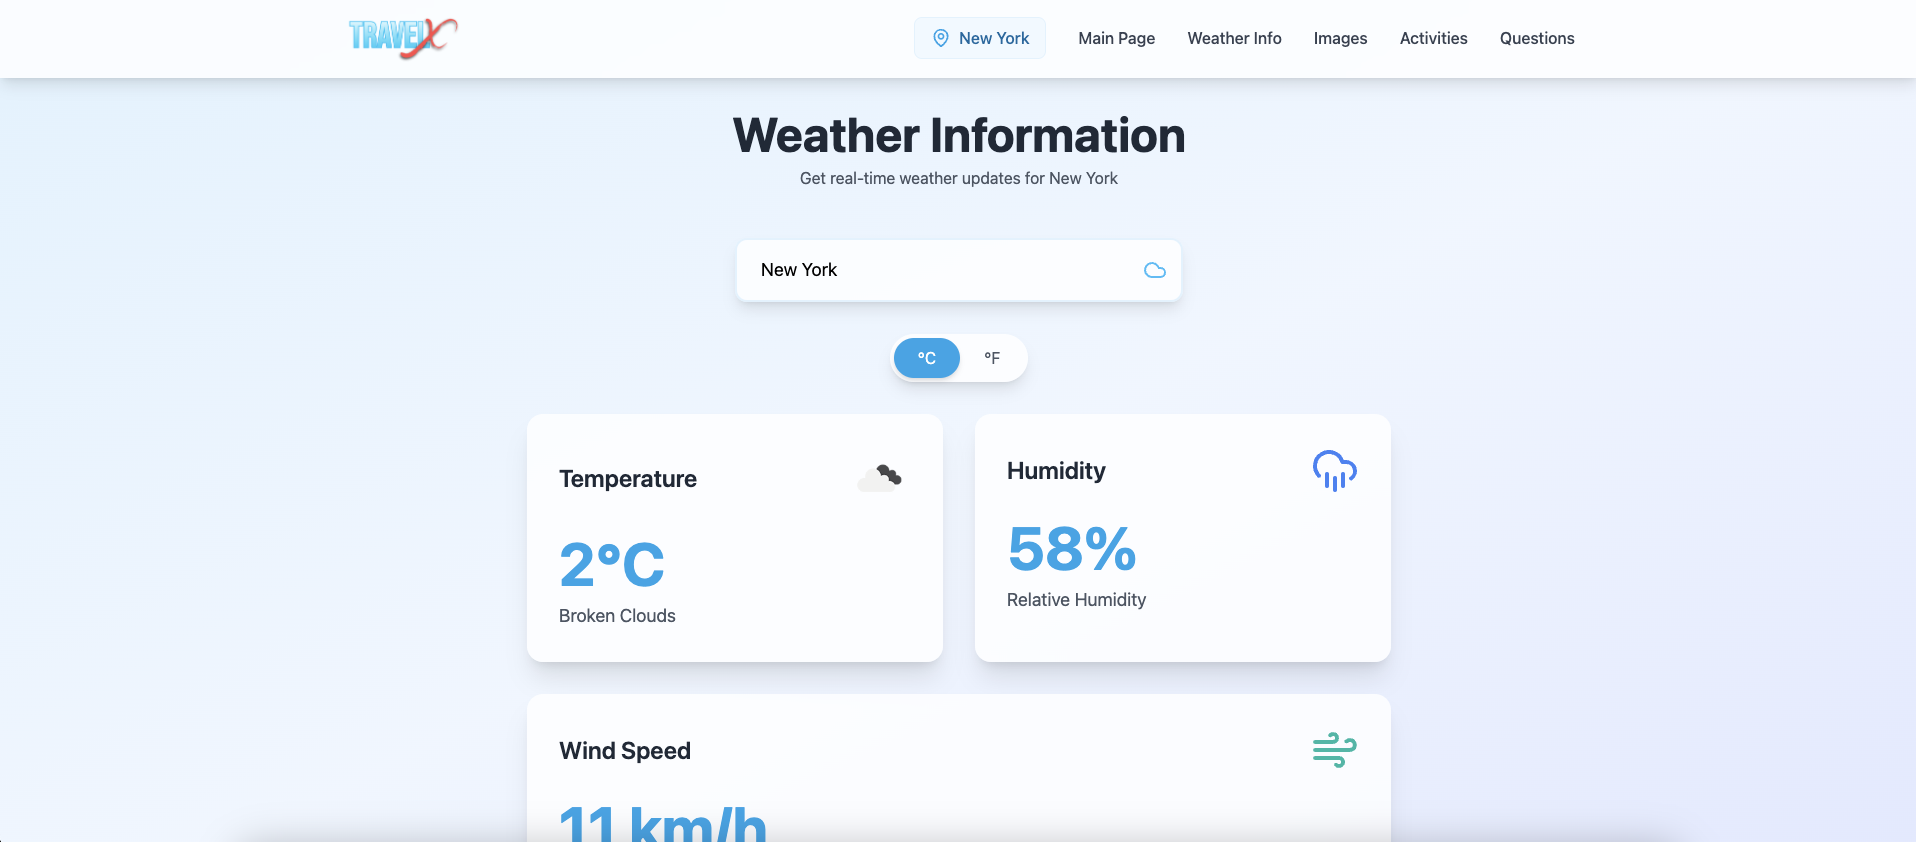 TRAVELX
New York
Main Page
Weather Info
Images
Activities
Questions
Weather Information
Get real-time weather updates for New York
New York
°C
°F
Temperature
2°C
Broken Clouds
Humidity
58%
Relative Humidity
Wind Speed
11 km/h